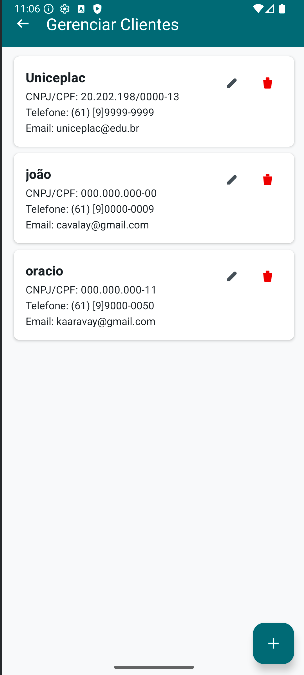 11:06
Gerenciar Clientes
Uniceplac
CNPJ/CPF: 20.202.198/0000-13
Telefone: (61) [9]9999-9999
Email: uniceplac@edu.br
joão
CNPJ/CPF: 000.000.000-00
Telefone: (61) [9]0000-0009
Email: cavalay@gmail.com
oracio
CNPJ/CPF: 000.000.000-11
Telefone: (61) [9]9000-0050
Email: kaaravay@gmail.com